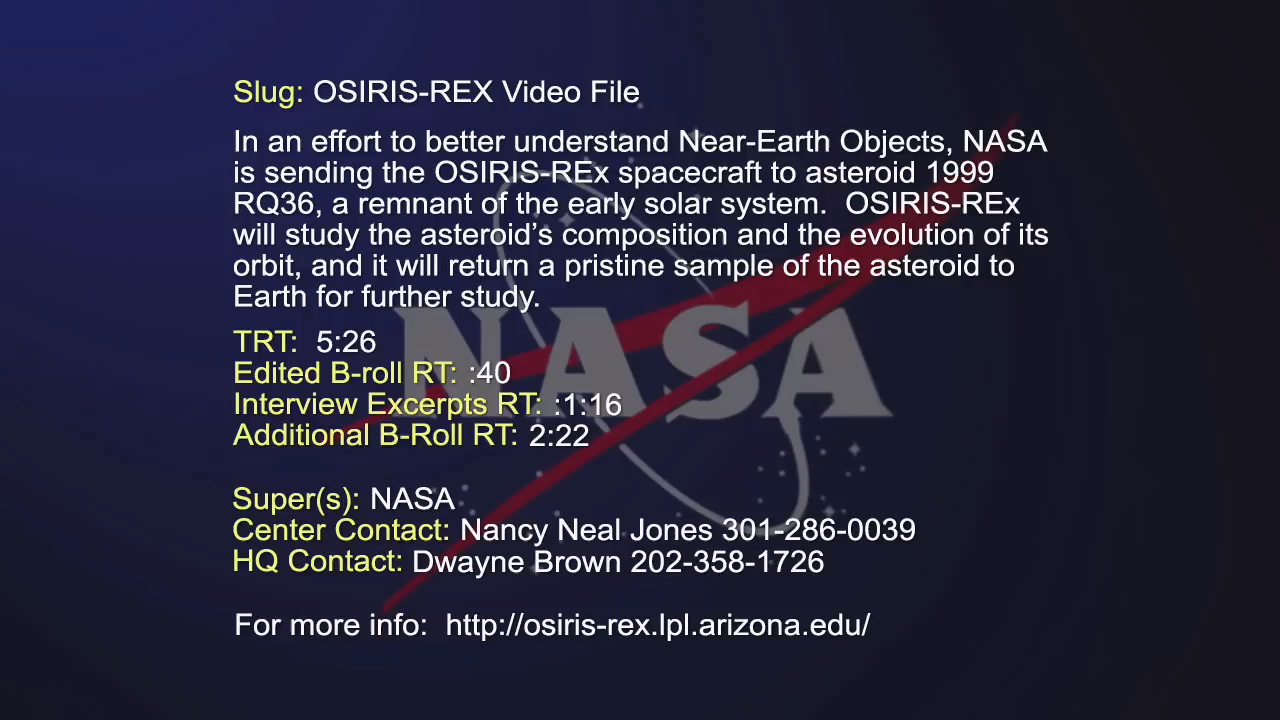 Slug: OSIRIS-REX Video File
In an effort to better understand Near-Earth Objects, NASA
is sending the OSIRIS-REx spacecraft to asteroid 1999
RQ36, a remnant of the early solar system.  OSIRIS-REx
will study the asteroid’s composition and the evolution of its
orbit, and it will return a pristine sample of the asteroid to
Earth for further study.
TRT:  5:26
Edited B-roll RT: :40
Interview Excerpts RT: :1:16
Additional B-Roll RT: 2:22
Super(s): NASA
Center Contact: Nancy Neal Jones 301-286-0039
HQ Contact: Dwayne Brown 202-358-1726
For more info:  http://osiris-rex.lpl.arizona.edu/
NASA